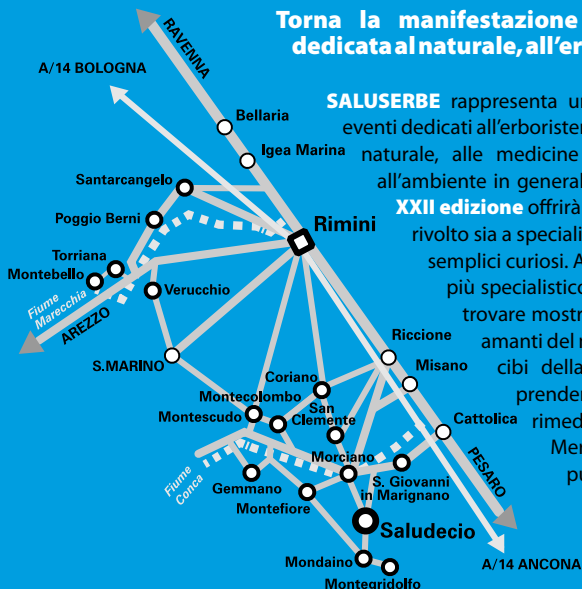 Torna la manifestazione
dedicata al naturale, all'er
SALUSERBE rappresenta u
eventi dedicati all'erborister
naturale, alle medicine
all'ambiente in general
XXII edizione offrirà
rivolto sia a speciali
semplici curiosi. A
più specialistico
trovare mostr
amanti del
cibi della
prender
rimed
Mer
pu
RAVENNA
A/14 BOLOGNA
Bellaria
Igea Marina
Santarcangelo
Poggio Berni
Rimini
Torriana
Montebello
Fiume
Marecchia
Verucchio
AREZZO
S.MARINO
Riccione
Misano
Coriano
Montecolombo
San
Clemente
Montescudo
Cattolica
Morciano
S. Giovanni
in Marignano
PESARO
Fiume
Conca
Gemmano
Montefiore
Saludecio
Mondaino
Montegridolfo
A/14 ANCONA